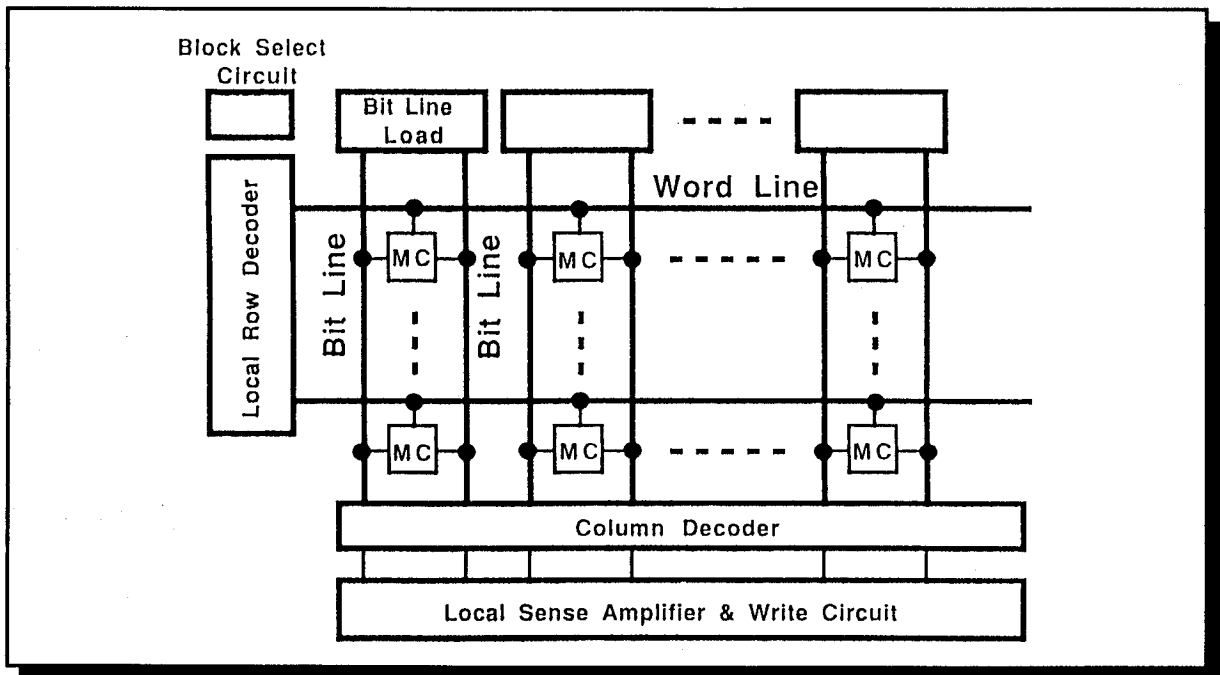 Block Select
Circuit
Bit Line
Load
Word Line
Local Row Decoder
Bit Line
Bit Line
MC
MC
MC
MC
MC
MC
Column Decoder
Local Sense Amplifier & Write Circuit